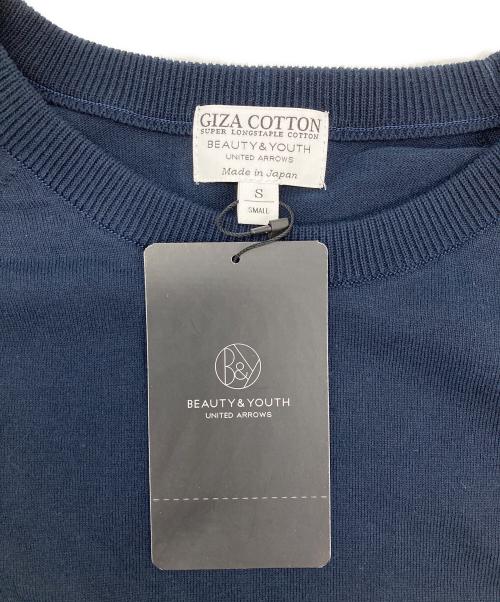 GIZA COTTON
SUPER LONGSTAPLE COTTON
BEAUTY & YOUTH
UNITED ARROWS
Made in Japan
S
SMALL
B&Y
BEAUTY & YOUTH
UNITED ARROWS